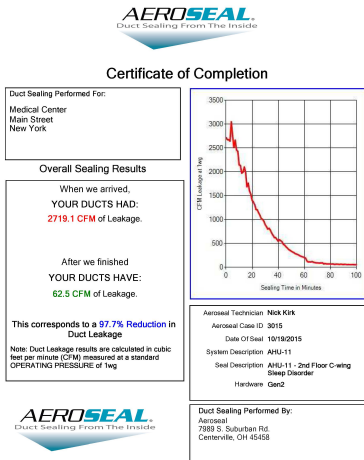 AEROSEAL
Duct Sealing From The Inside
Certificate of Completion
Duct Sealing Performed For:
Medical Center
Main Street
New York
Overall Sealing Results
When we arrived,
YOUR DUCTS HAD:
2719.1 CFM of Leakage.
After we finished
YOUR DUCTS HAVE:
62.5 CFM of Leakage.
This corresponds to a 97.7% Reduction in
Duct Leakage
Note: Duct Leakage results are calculated in cubic
feet per minute (CFM) measured at a standard
OPERATING PRESSURE of 1wg
CFM Leakage at 1wg
3500
3000
2500
2000
1500
1000
500
0
0 20 40 60 80 100
Sealing Time in Minutes
Aeroseal Technician Nick Kirk
Aeroseal Case ID 3015
Date Of Seal 10/19/2015
System Description AHU-11
Seal Description AHU-11 - 2nd Floor C-wing
Sleep Disorder
Hardware Gen2
AEROSEAL
Duct Sealing From The Inside
Duct Sealing Performed By:
Aeroseal
7989 S. Suburban Rd.
Centerville, OH 45458